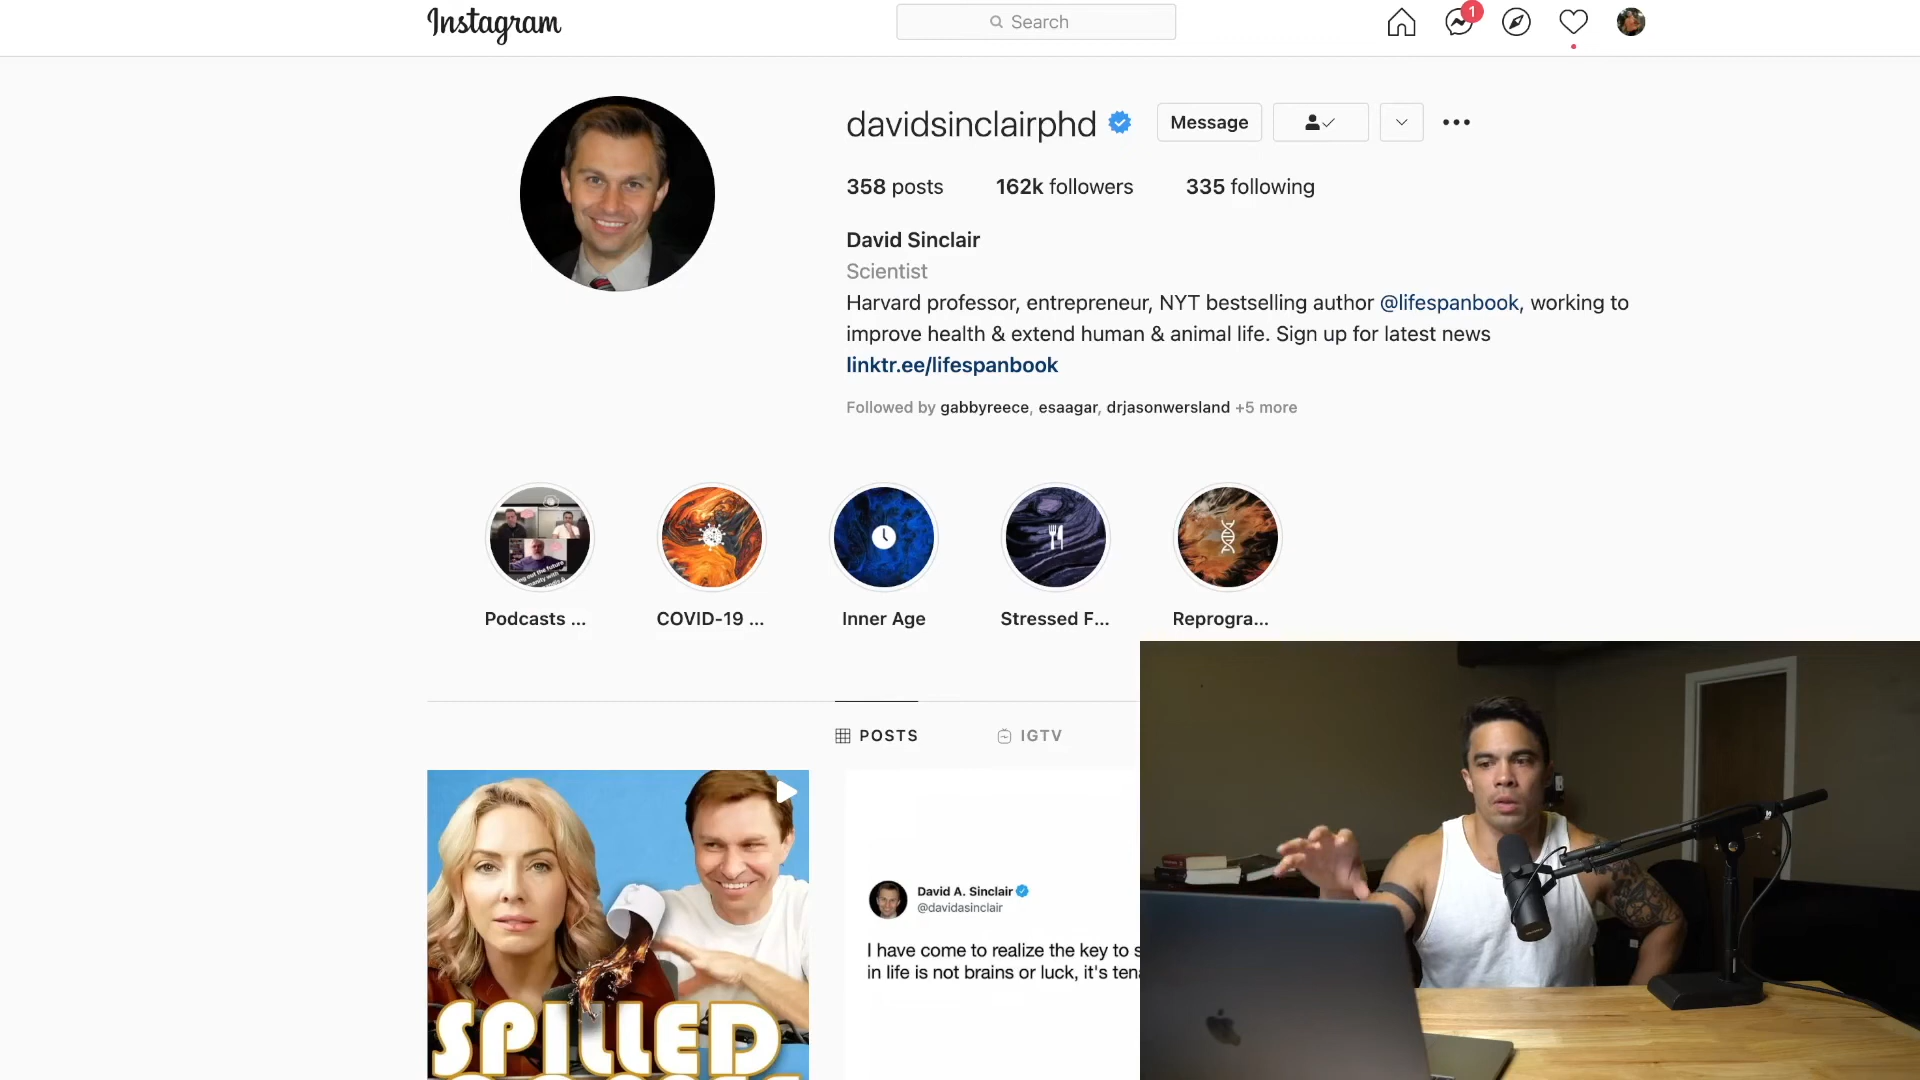 Instagram
Search
1
davidsinclairphd
Message
358 posts
162k followers
335 following
David Sinclair
Scientist
Harvard professor, entrepreneur, NYT bestselling author @lifespanbook, working to
improve health & extend human & animal life. Sign up for latest news
linktr.ee/lifespanbook
Followed by gabbyreece, esaagar, drjasonwersland +5 more
Podcasts ...
COVID-19 ...
Inner Age
Stressed F...
Reprogra...
POSTS
IGTV
David A. Sinclair
@davidasinclair
I have come to realize the key to s
in life is not brains or luck, it's ten
SPILLED